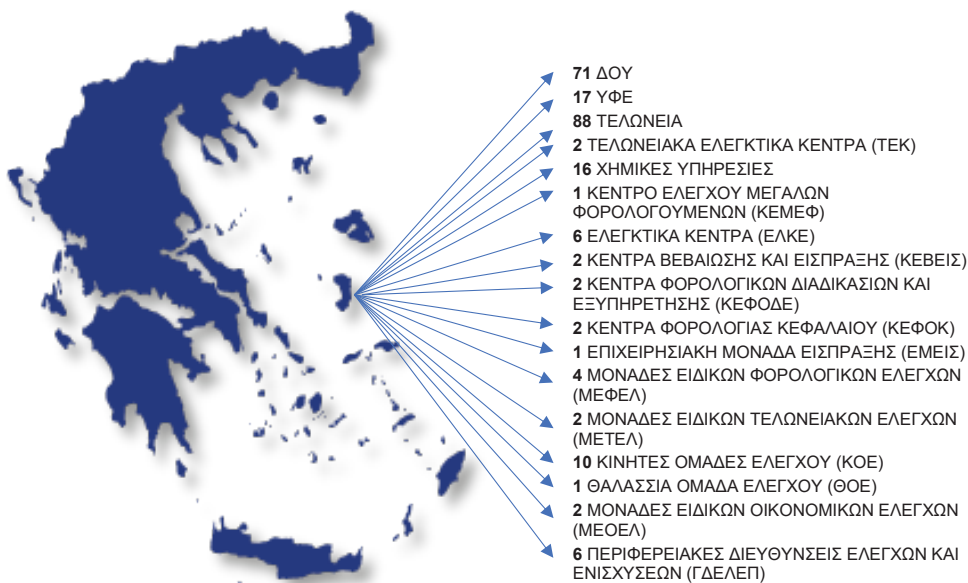 71 ΔΟΥ
17 ΥΦΕ
88 ΤΕΛΩΝΕΙΑ
2 ΤΕΛΩΝΕΙΑΚΑ ΕΛΕΓΚΤΙΚΑ ΚΕΝΤΡΑ (ΤΕΚ)
16 ΧΗΜΙΚΕΣ ΥΠΗΡΕΣΙΕΣ
1 ΚΕΝΤΡΟ ΕΛΕΓΧΟΥ ΜΕΓΑΛΩΝ
ΦΟΡΟΛΟΓΟΥΜΕΝΩΝ (ΚΕΜΕΦ)
6 ΕΛΕΓΚΤΙΚΑ ΚΕΝΤΡΑ (ΕΛΚΕ)
2 ΚΕΝΤΡΑ ΒΕΒΑΙΩΣΗΣ ΚΑΙ ΕΙΣΠΡΑΞΗΣ (ΚΕΒΕΙΣ)
2 ΚΕΝΤΡΑ ΦΟΡΟΛΟΓΙΚΩΝ ΔΙΑΔΙΚΑΣΙΩΝ ΚΑΙ
ΕΞΥΠΗΡΕΤΗΣΗΣ (ΚΕΦΟΔΕ)
2 ΚΕΝΤΡΑ ΦΟΡΟΛΟΓΙΑΣ ΚΕΦΑΛΑΙΟΥ (ΚΕΦΟΚ)
1 ΕΠΙΧΕΙΡΗΣΙΑΚΗ ΜΟΝΑΔΑ ΕΙΣΠΡΑΞΗΣ (ΕΜΕΙΣ)
4 ΜΟΝΑΔΕΣ ΕΙΔΙΚΩΝ ΦΟΡΟΛΟΓΙΚΩΝ ΕΛΕΓΧΩΝ
(ΜΕΦΕΛ)
2 ΜΟΝΑΔΕΣ ΕΙΔΙΚΩΝ ΤΕΛΩΝΕΙΑΚΩΝ ΕΛΕΓΧΩΝ
(ΜΕΤΕΛ)
10 ΚΙΝΗΤΕΣ ΟΜΑΔΕΣ ΕΛΕΓΧΟΥ (ΚΟΕ)
1 ΘΑΛΑΣΣΙΑ ΟΜΑΔΑ ΕΛΕΓΧΟΥ (ΘΟΕ)
2 ΜΟΝΑΔΕΣ ΕΙΔΙΚΩΝ ΟΙΚΟΝΟΜΙΚΩΝ ΕΛΕΓΧΩΝ
(ΜΕΟΕΛ)
6 ΠΕΡΙΦΕΡΕΙΑΚΕΣ ΔΙΕΥΘΥΝΣΕΙΣ ΕΛΕΓΧΩΝ ΚΑΙ
ΕΝΙΣΧΥΣΕΩΝ (ΓΔΕΛΕΠ)